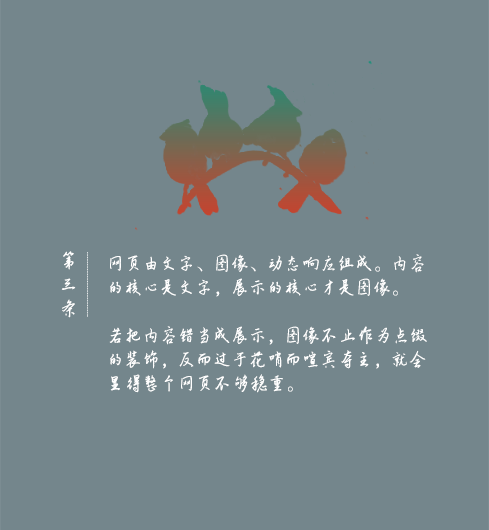 第三条
网页由文字、图像、动态响应组成。内容
的核心是文字，展示的核心才是图像。
若把内容错当成展示，图像不止作为点缀
的装饰，反而过于花哨而喧宾夺主，就会
显得整个网页不够稳重。